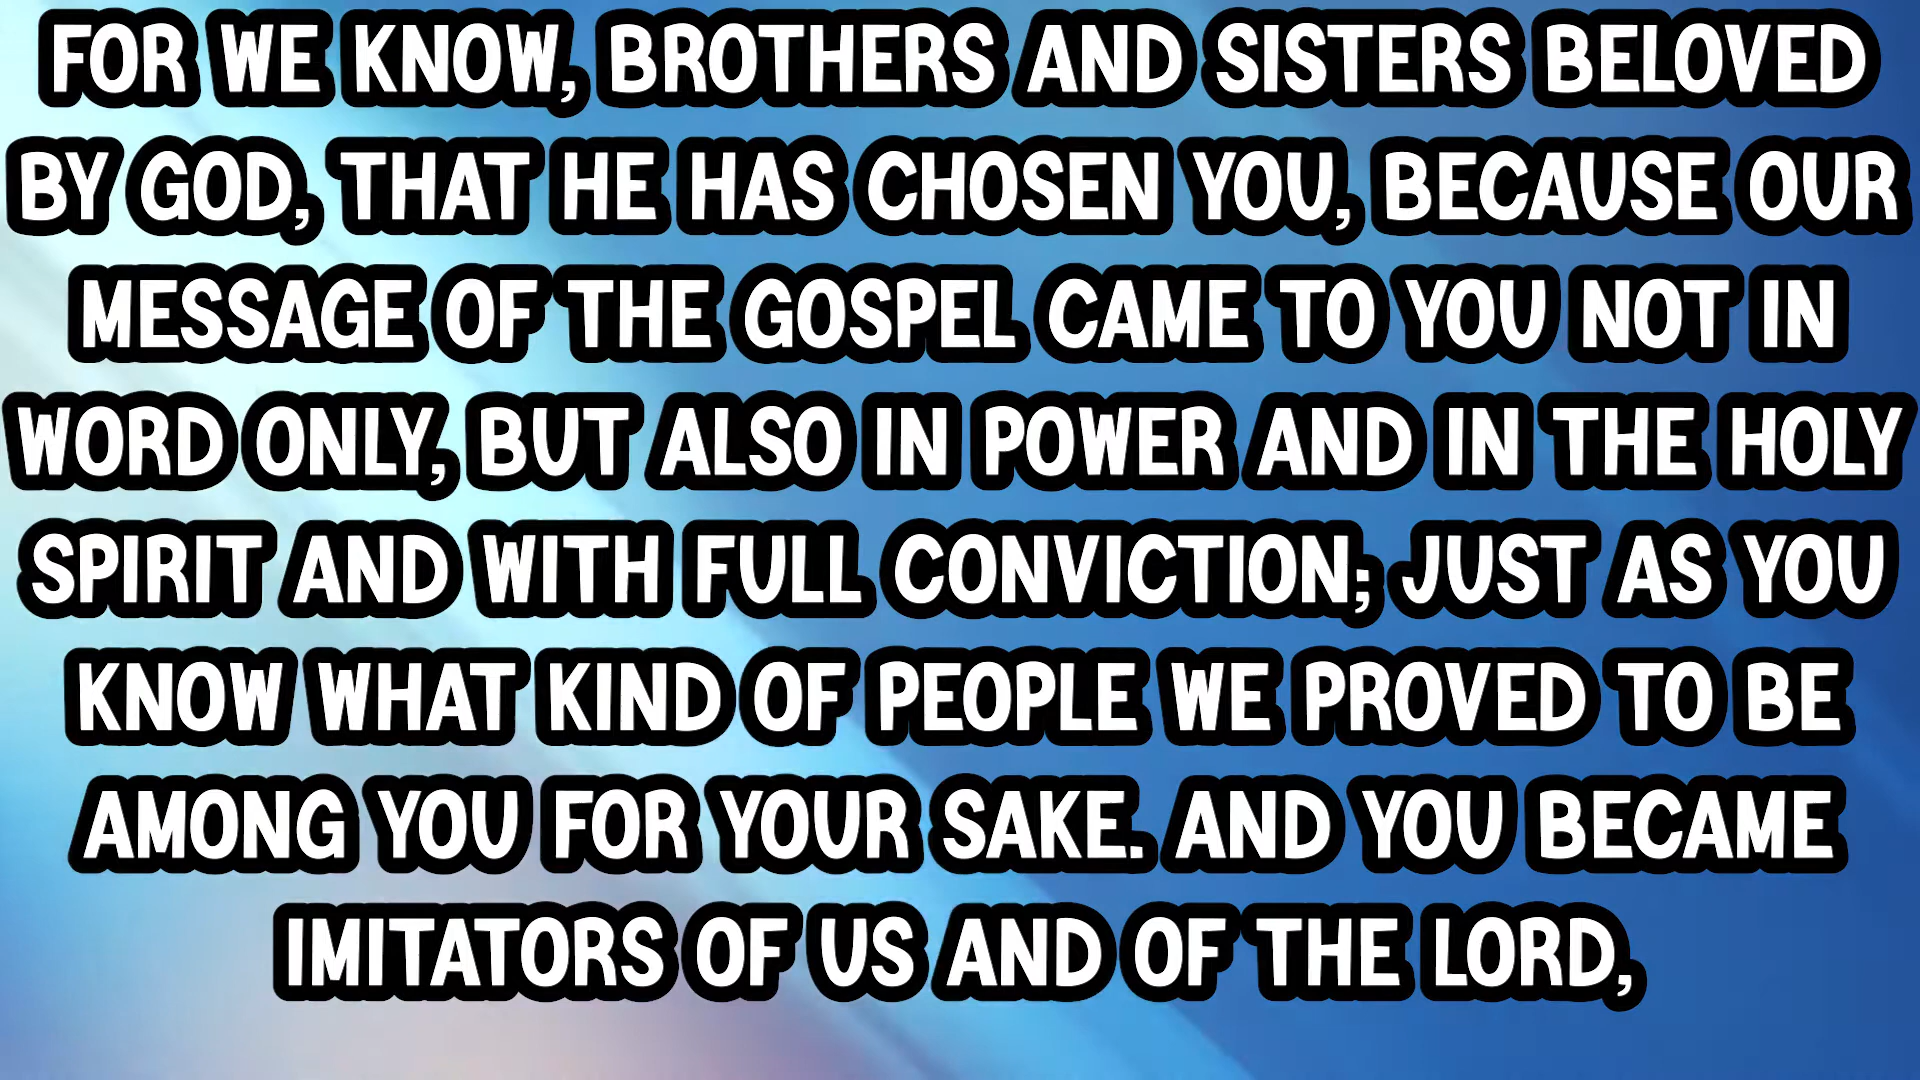 FOR WE KNOW, BROTHERS AND SISTERS BELOVED
BY GOD, THAT HE HAS CHOSEN YOU, BECAUSE OUR
MESSAGE OF THE GOSPEL CAME TO YOU NOT IN
WORD ONLY, BUT ALSO IN POWER AND IN THE HOLY
SPIRIT AND WITH FULL CONVICTION; JUST AS YOU
KNOW WHAT KIND OF PEOPLE WE PROVED TO BE
AMONG YOU FOR YOUR SAKE. AND YOU BECAME
IMITATORS OF US AND OF THE LORD,